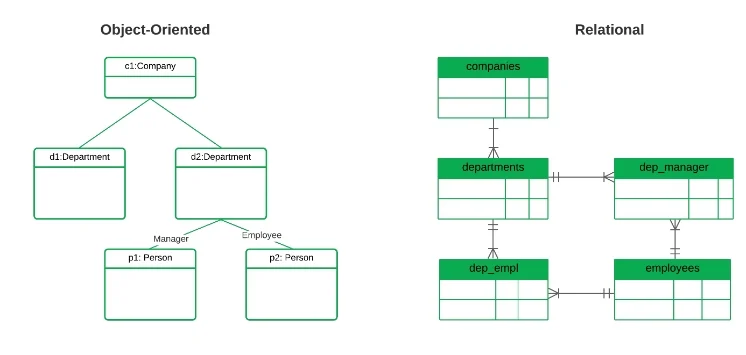 Object-Oriented
Relational
c1:Company
companies
d1:Department
d2:Department
departments
dep_manager
Manager
Employee
p1: Person
p2: Person
dep_empl
employees